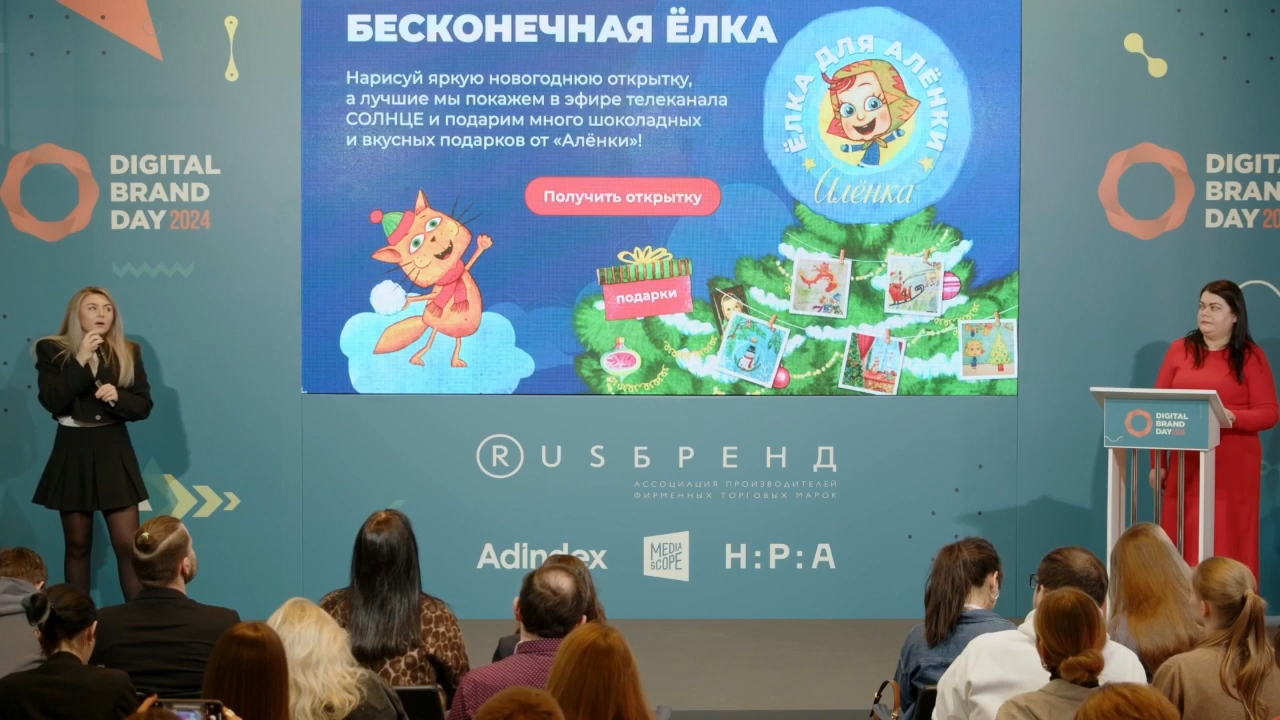 БЕСКОНЕЧНАЯ ЁЛКА
Нарисуй яркую новогоднюю открытку,
а лучшие мы покажем в эфире телеканала
СОЛНЦЕ и подарим много шоколадных
и вкусных подарков от «Алёнки»!
Получить открытку
ЁЛКА ДЛЯ АЛЁНКИ
Алёнка
подарки
DIGITAL
BRAND
DAY 2024
DIGITAL
BRAND
DAY 20
RUSБРЕНД
АССОЦИАЦИЯ ПРОИЗВОДИТЕЛЕЙ
ФИРМЕННЫХ ТОРГОВЫХ МАРОК
Adindex
MEDIA
SCOPE
H:P:A
DIGITAL
BRAND
DAY 2024